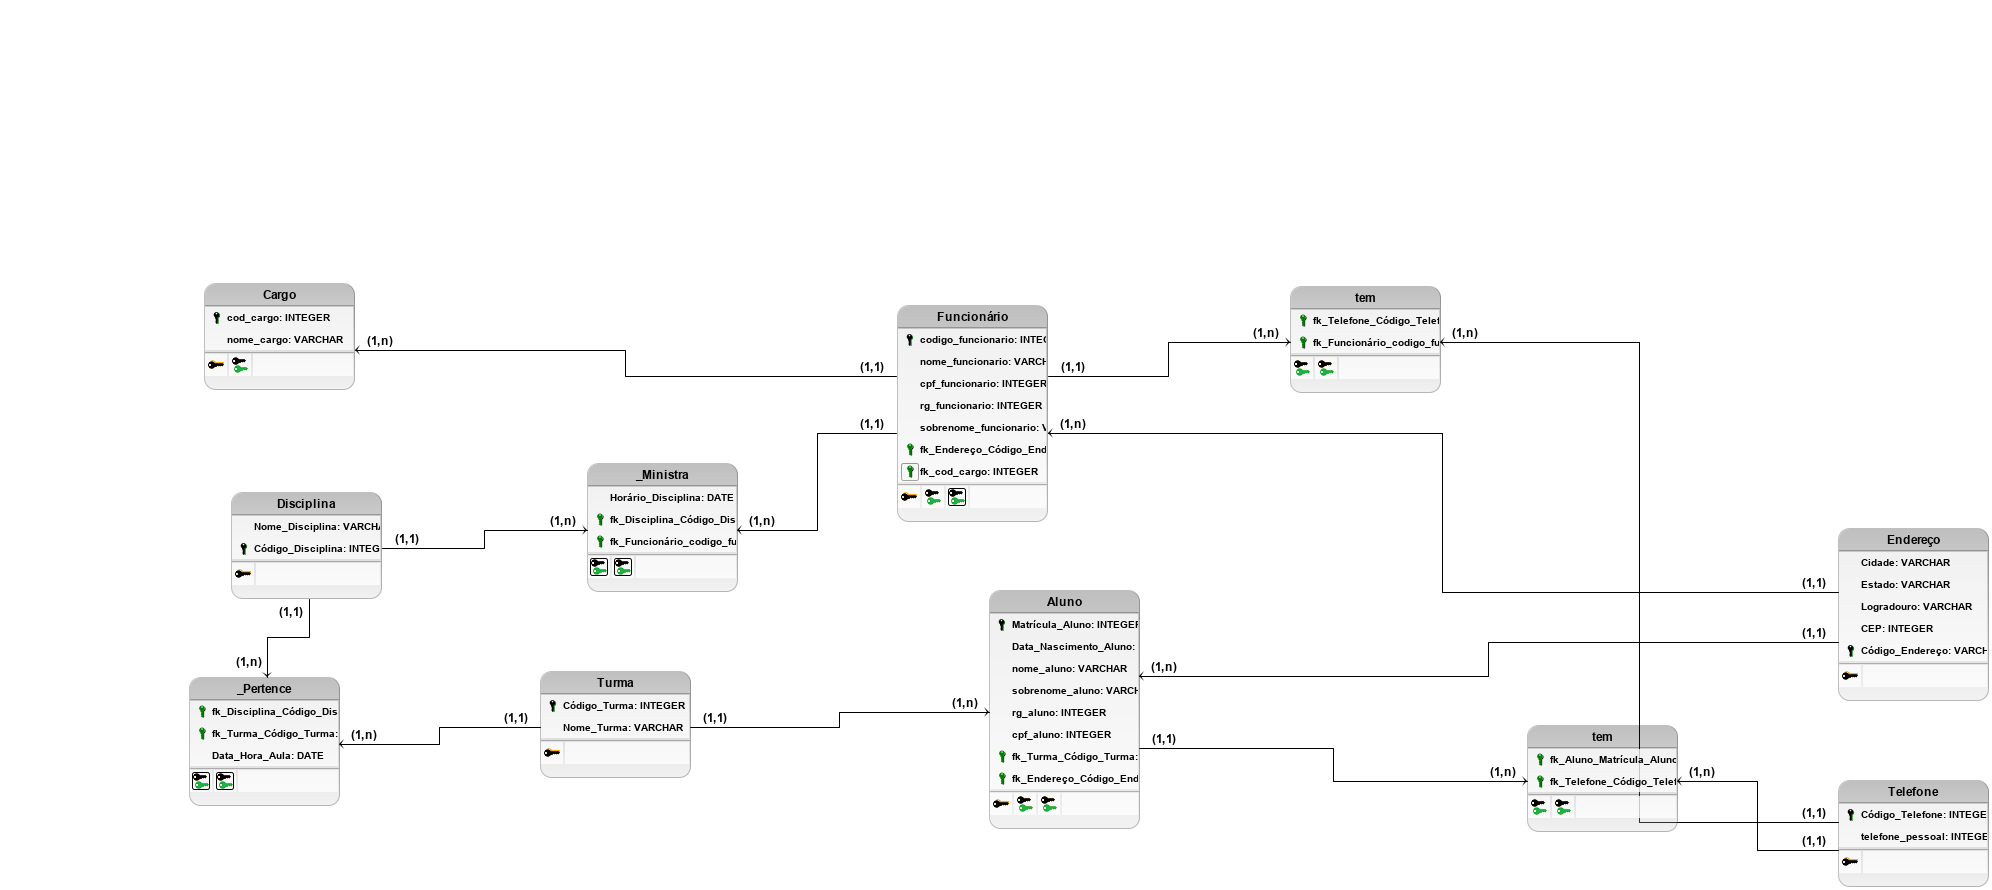 Cargo
cod_cargo: INTEGER
nome_cargo: VARCHAR
(1,n)
(1,1)
Funcionário
codigo_funcionario: INTEG
nome_funcionario: VARCH
cpf_funcionario: INTEGER
rg_funcionario: INTEGER
sobrenome_funcionario: V
fk_Endereço_Código_End
fk_cod_cargo: INTEGER
(1,1)
(1,n)
tem
fk_Telefone_Código_Telef
fk_Funcionário_codigo_fu
(1,n)
(1,1)
(1,n)
_Ministra
Horário_Disciplina: DATE
fk_Disciplina_Código_Dis
fk_Funcionário_codigo_fu
(1,n)
(1,n)
Disciplina
Nome_Disciplina: VARCHA
Código_Disciplina: INTEG
(1,1)
(1,1)
(1,n)
Endereço
Cidade: VARCHAR
Estado: VARCHAR
Logradouro: VARCHAR
CEP: INTEGER
Código_Endereço: VARCH
(1,1)
(1,1)
Aluno
Matrícula_Aluno: INTEGER
Data_Nascimento_Aluno:
nome_aluno: VARCHAR
sobrenome_aluno: VARCH
rg_aluno: INTEGER
cpf_aluno: INTEGER
fk_Turma_Código_Turma:
fk_Endereço_Código_End
(1,n)
(1,n)
(1,1)
_Pertence
fk_Disciplina_Código_Dis
fk_Turma_Código_Turma:
Data_Hora_Aula: DATE
(1,n)
Turma
Código_Turma: INTEGER
Nome_Turma: VARCHAR
(1,1)
(1,1)
tem
fk_Aluno_Matrícula_Aluno
fk_Telefone_Código_Telef
(1,n)
(1,n)
Telefone
Código_Telefone: INTEGE
telefone_pessoal: INTEGE
(1,1)
(1,1)